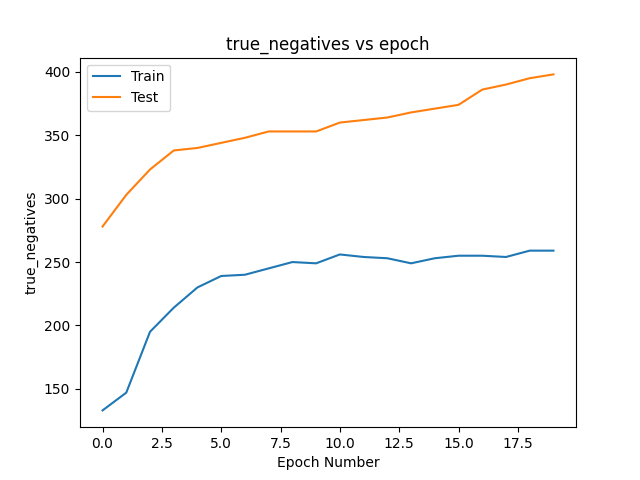 true_negatives vs epoch
Train
Test
400
350
300
250
200
150
true_negatives
0.0 2.5 5.0 7.5 10.0 12.5 15.0 17.5
Epoch Number